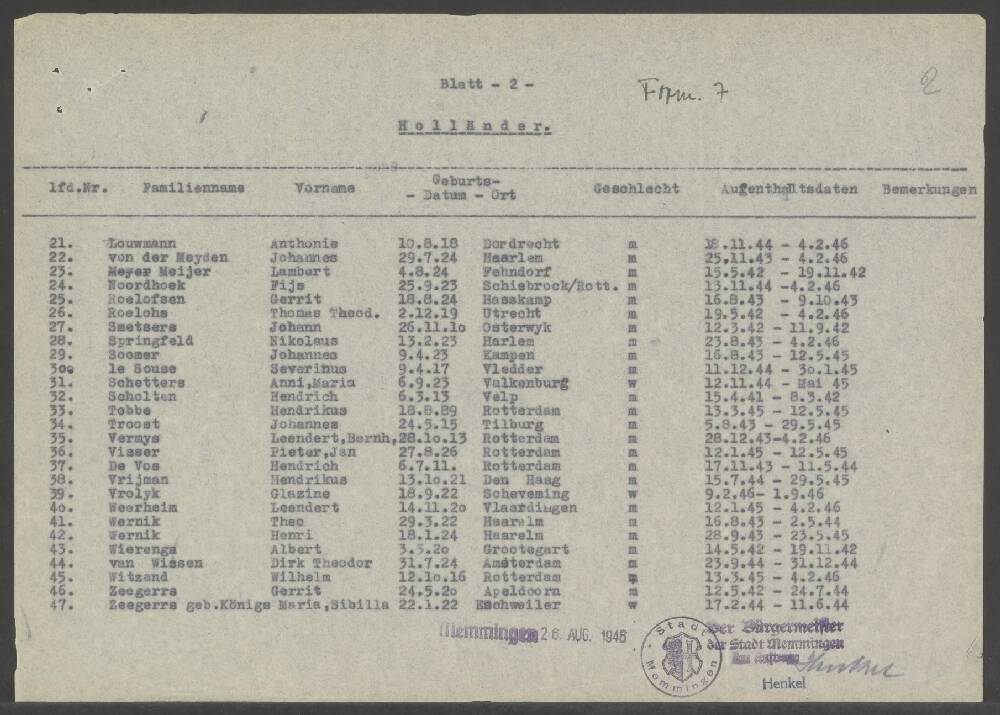 Blatt - 2 -
Form. 7
2
Holländer.
lfd.Nr. Familienname Vorname Geburts- - Datum - Ort Geschlecht Aufenthaltsdaten Bemerkungen
21. Louwmann Anthonie 10.8.18 Dordrecht m 18.11.44 - 4.2.46
22. von der Heyden Johannes 29.7.24 Haarlem m 25.11.43 - 4.2.46
23. Meyer Meijer Lambert 4.8.24 Fehndorf m 15.5.42 - 19.11.42
24. Noordhoek Fijs 25.9.23 Schiebrock/Rott. m 13.11.44 -4.2.46
25. Roelofsen Gerrit 18.8.24 Hasskamp m 16.8.43 - 9.10.43
26. Roelohs Thomas Theod. 2.12.19 Utrecht m 19.5.42 - 4.2.46
27. Smetsers Johann 26.11.1o Osterwyk m 12.3.42 - 11.9.42
28. Springfeld Nikolaus 13.2.23 Harlem m 23.8.43 - 4.2.46
29. Soomer Johannes 9.4.23 Kampen m 16.8.43 - 12.5.45
3oo le Souse Severinus 9.4.17 Vledder m 11.12.44 - 3o.1.45
31. Schetters Anni,Maria 6.9.23 Valkenburg w 12.11.44 - Mai 45
32. Scholten Hendrich 6.3.13 Velp m 15.4.41 - 8.3.42
33. Tobbe Hendrikus 18.8.89 Rotterdam m 13.3.45 - 12.5.45
34. Troost Johannes 24.5.15 Tilburg m 5.8.43 - 29.5.45
35. Vermys Leendert,Bernh, 28.1o.13 Rotterdam m 28.12.43-4.2.46
36. Visser Pieter,Jan 27.8.26 Rotterdam m 12.1.45 - 12.5.45
37. De Vos Hendrich 6.7.11. Rotterdam m 17.11.43 - 11.5.44
38. Vrijman Hendrikus 13.1o.21 Den Haag m 15.7.44 - 29.5.45
39. Vrolyk Glazine 18.9.22 Scheveming w 9.2.46- 1.9.46
4o. Weerheim Leendert 14.11.2o Vlaardingen m 12.1.45 - 4.2.46
41. Wernik Theo 29.3.22 Haarelm m 16.8.43 - 2.5.44
42. Wernik Henri 18.1.24 Haarelm m 28.9.43 - 23.5.45
43. Wierenga Albert 3.5.2o Grootegart m 14.5.42 - 19.11.42
44. van Wissen Dirk Theodor 31.7.24 Amsterdam m 23.9.44 - 31.12.44
45. Witzand Wilhelm 12.1o.16 Rotterdam m 13.3.45 - 4.2.46
46. Zeegerrs Gerrit 24.5.2o Apeldoorn m 12.5.42 - 24.7.44
47. Zeegerrs geb.Königs Maria,Sibilla 22.1.22 Eschweiler w 17.2.44 - 11.6.44
Memmingen 26 AUG. 1946
Stadt Memmingen
Der Bürgermeister
der Stadt Memmingen
Im Auftrage
Henkel
Henkel